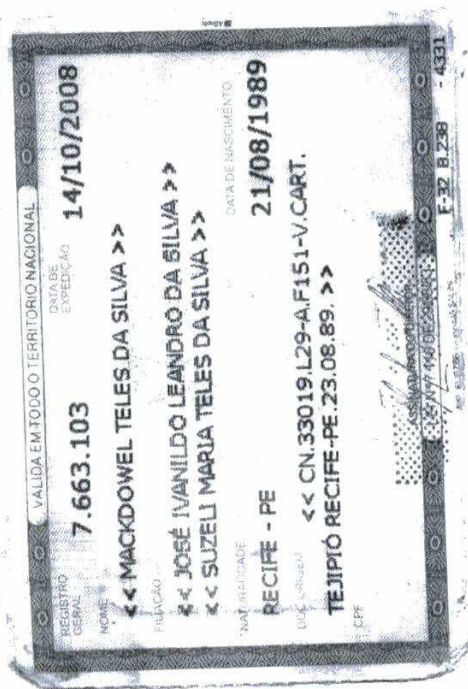 VALIDA EM TODO O TERRITORIO NACIONAL
REGISTRO GERAL 7.663.103 DATA DE EXPEDIÇÃO 14/10/2008
NOME
<< MACKDOWEL TELES DA SILVA >>
FILIAÇÃO
<< JOSÉ IVANILDO LEANDRO DA SILVA >>
<< SUZELI MARIA TELES DA SILVA >>
NATURALIDADE DATA DE NASCIMENTO
RECIFE - PE 21/08/1989
DOC ORIGEM << CN.33019.L29-A.F151-V.CART.
TEJIPIÓ RECIFE-PE.23.08.89. >>
CPF
F-32 B.238 - 4331